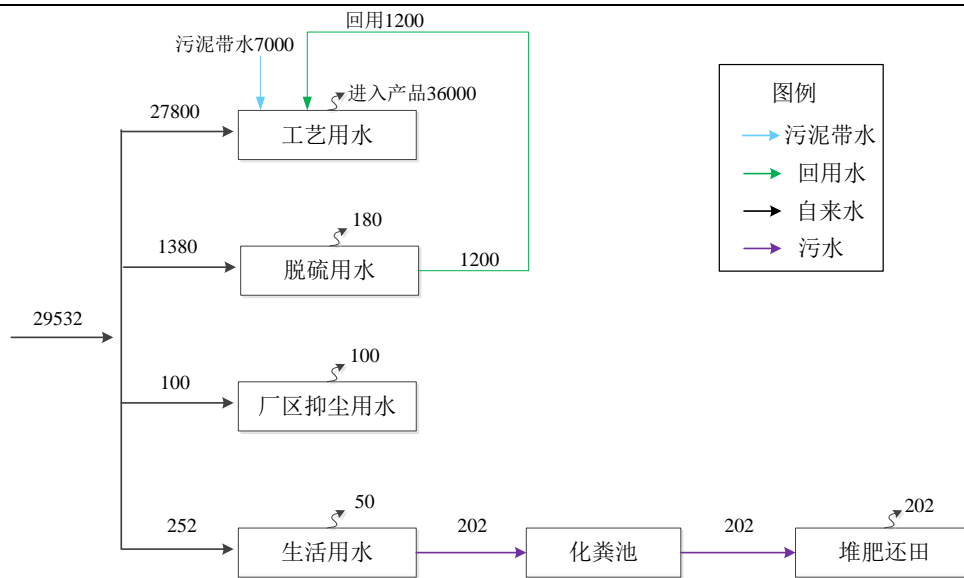 回用1200
污泥带水7000
进入产品36000
27800
工艺用水
180
1380
脱硫用水
1200
29532
100
100
厂区抑尘用水
50
252
生活用水
202
化粪池
202
202
堆肥还田
图例
污泥带水
回用水
自来水
污水